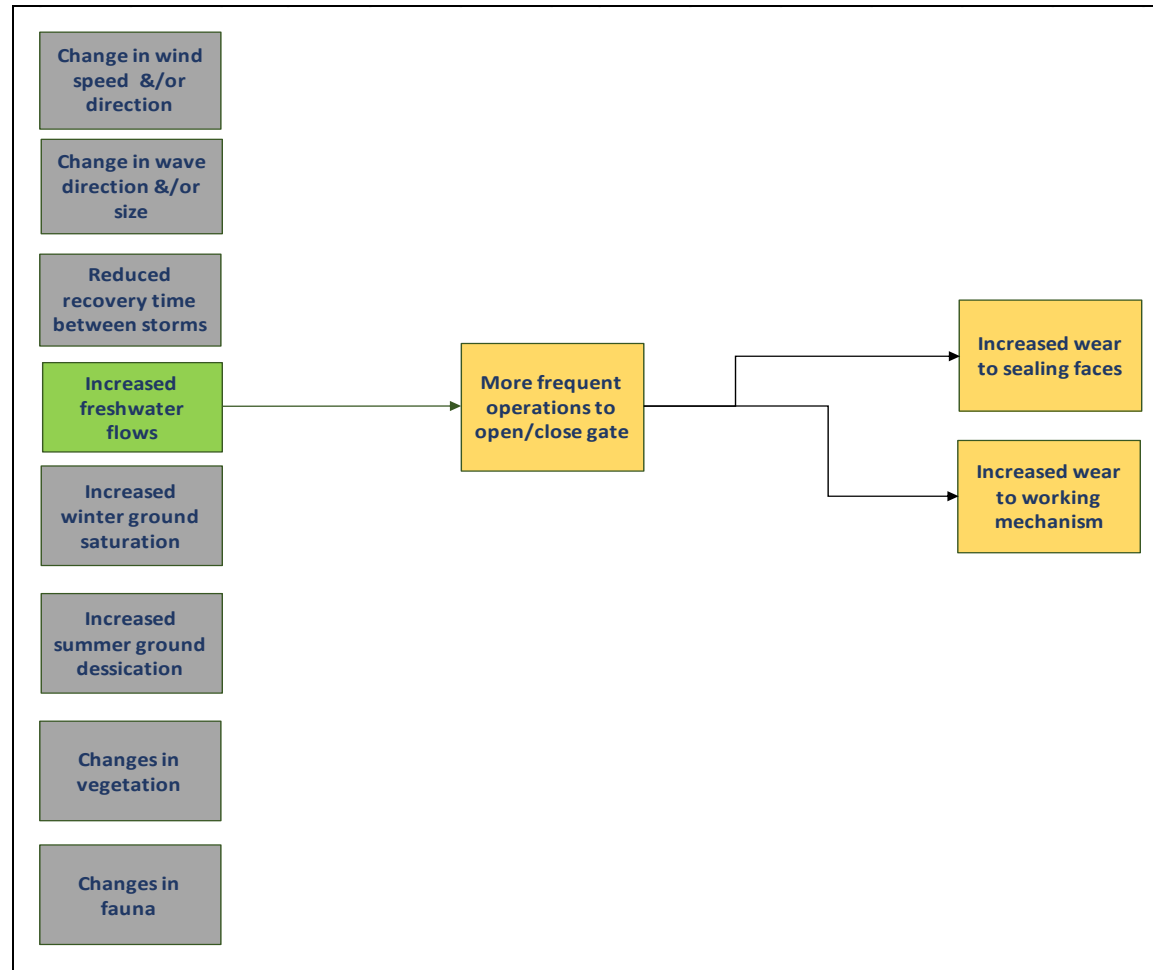 Change in wind
speed  &/or
direction
Change in wave
direction &/or
size
Reduced
recovery time
between storms
Increased
freshwater
flows
Increased
winter ground
saturation
Increased
summer ground
dessication
Changes in
vegetation
Changes in
fauna
More frequent
operations to
open/close gate
Increased wear
to sealing faces
Increased wear
to working
mechanism